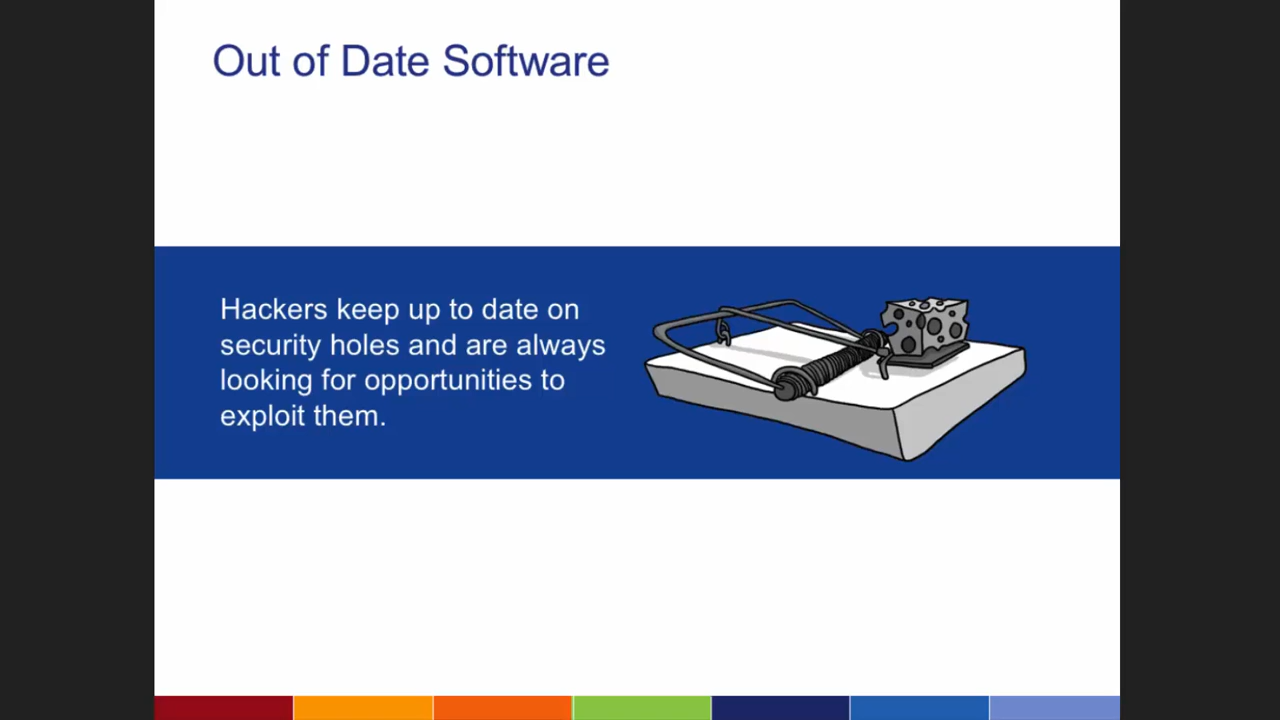 Out of Date Software
Hackers keep up to date on
security holes and are always
looking for opportunities to
exploit them.